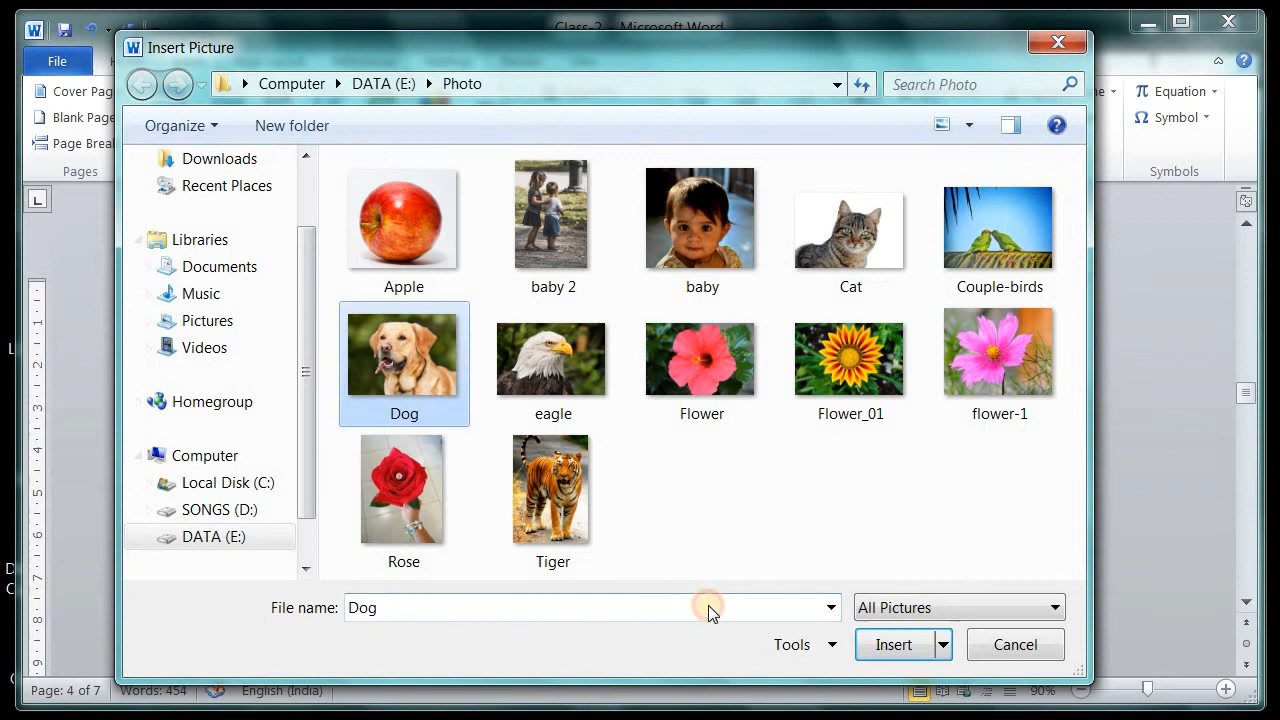 Class-2 - Microsoft Word
Insert Picture
File
Computer
DATA (E:)
Photo
Search Photo
Organize
New folder
Cover Pag
Blank Page
Page Break
Pages
Equation
Symbol
Symbols
Downloads
Recent Places
Libraries
Documents
Music
Pictures
Videos
Homegroup
Computer
Local Disk (C:)
SONGS (D:)
DATA (E:)
Apple
baby 2
baby
Cat
Couple-birds
Dog
eagle
Flower
Flower_01
flower-1
Rose
Tiger
File name:
Dog
All Pictures
Tools
Insert
Cancel
Page: 4 of 7
Words: 454
English (India)
90%